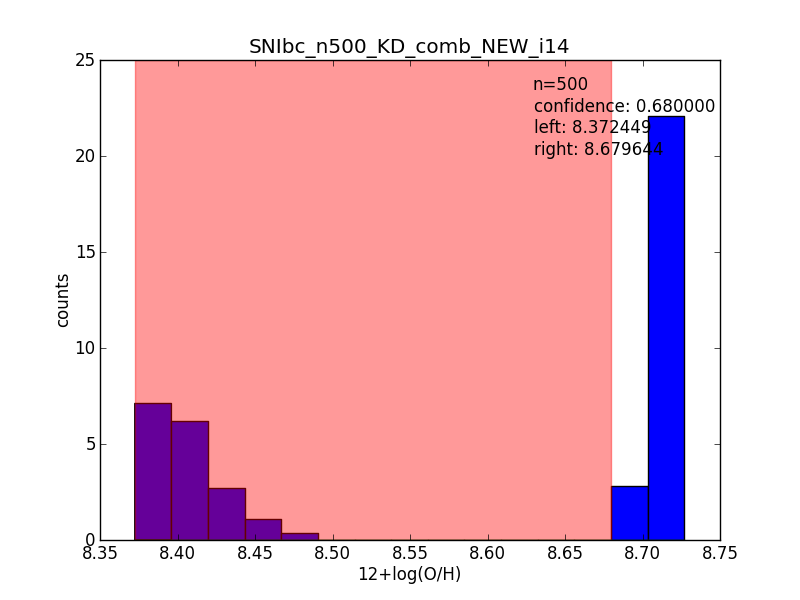 SNIbc_n500_KD_comb_NEW_i14
n=500
confidence: 0.680000
left: 8.372449
right: 8.679644
25
20
15
10
5
0
counts
8.35 8.40 8.45 8.50 8.55 8.60 8.65 8.70 8.75
12+log(O/H)